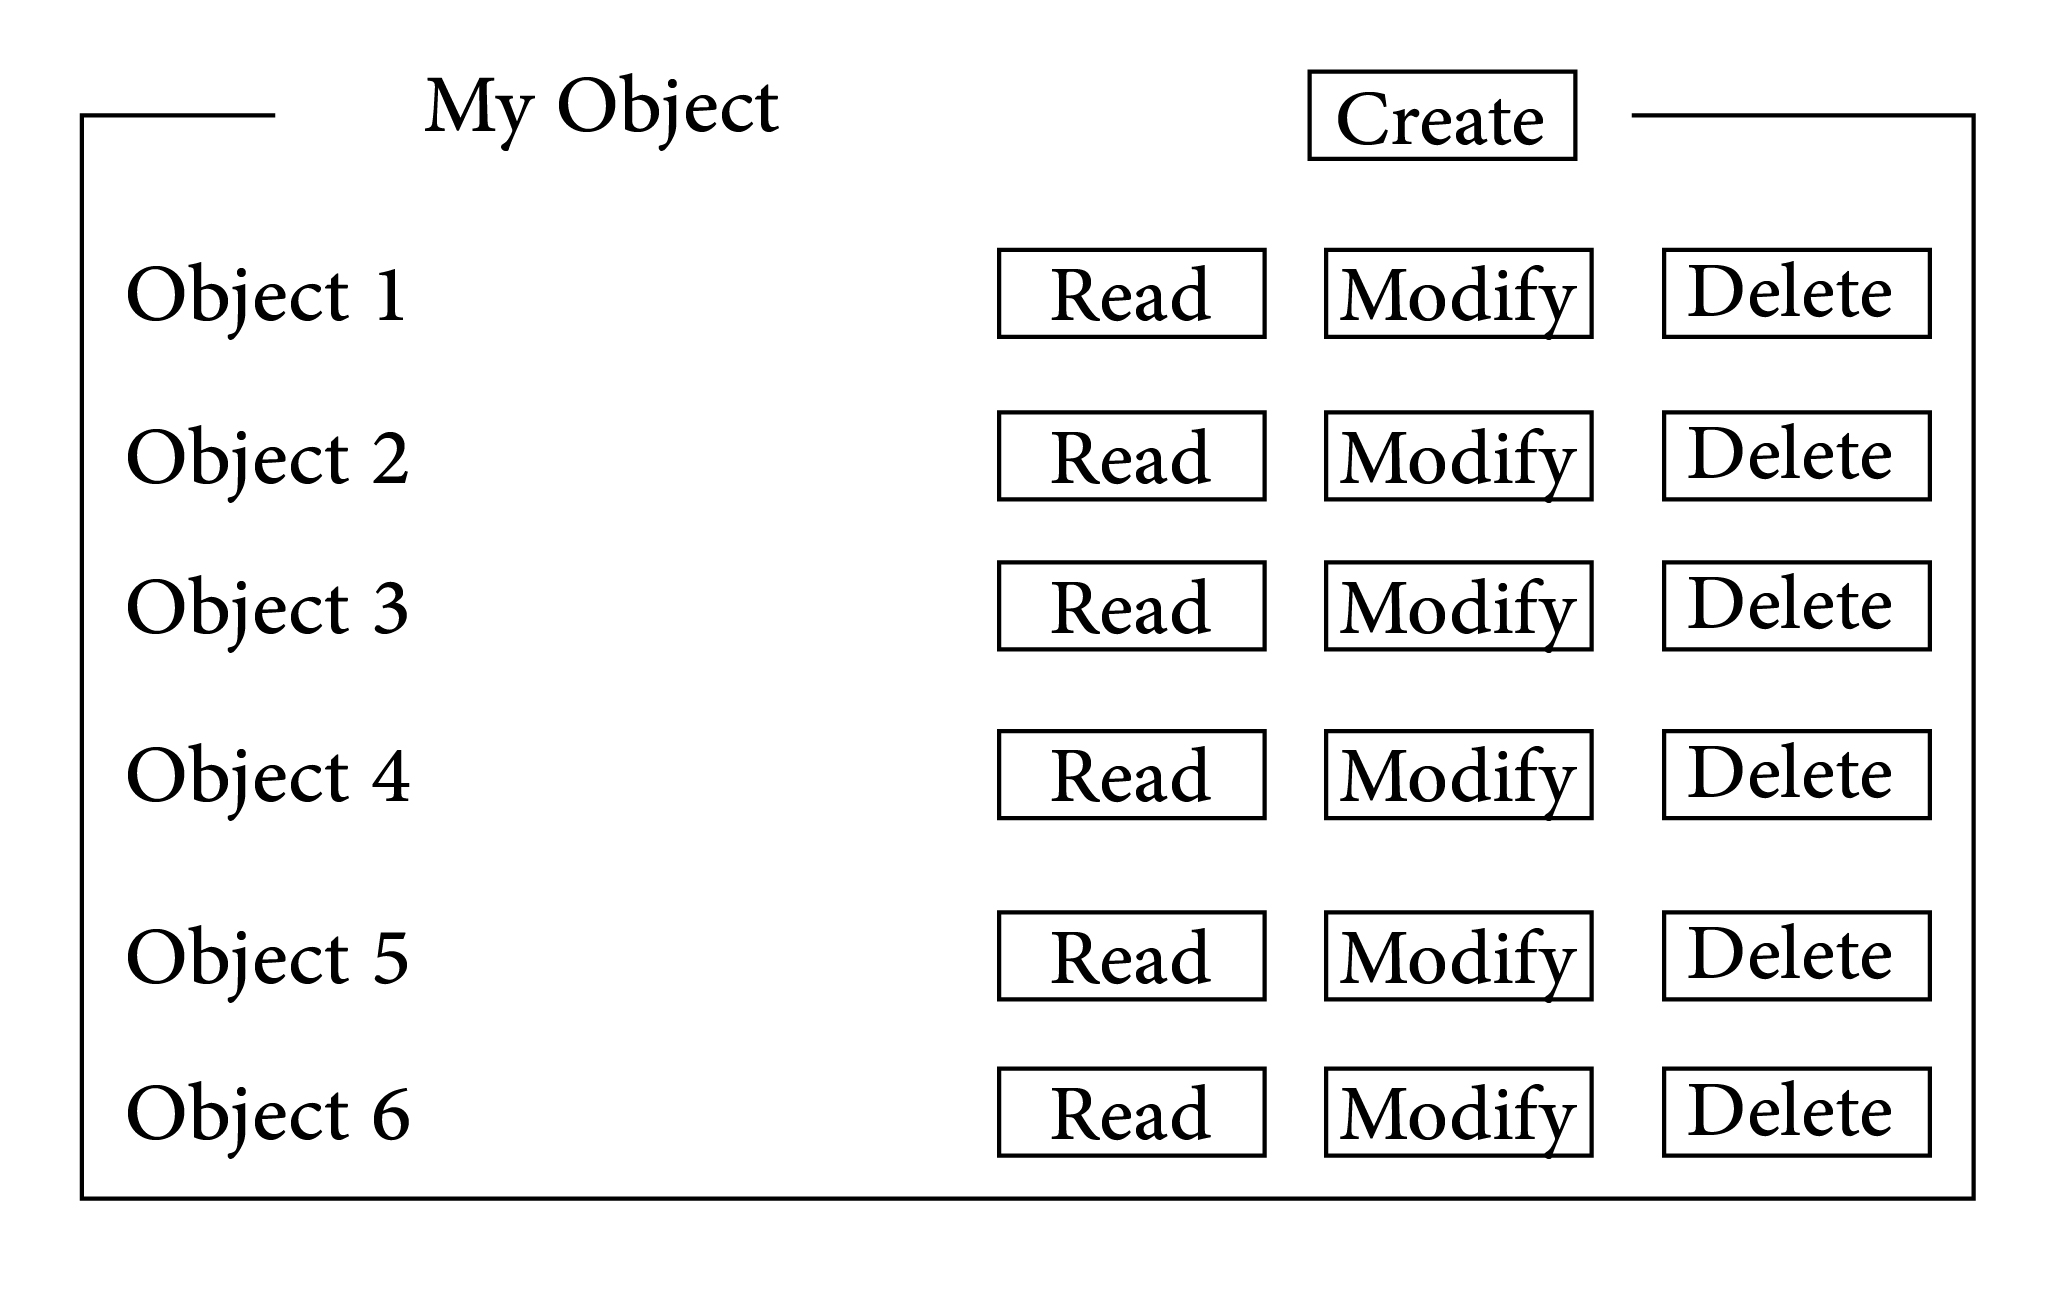 My Object Create
Object 1 Read Modify Delete
Object 2 Read Modify Delete
Object 3 Read Modify Delete
Object 4 Read Modify Delete
Object 5 Read Modify Delete
Object 6 Read Modify Delete